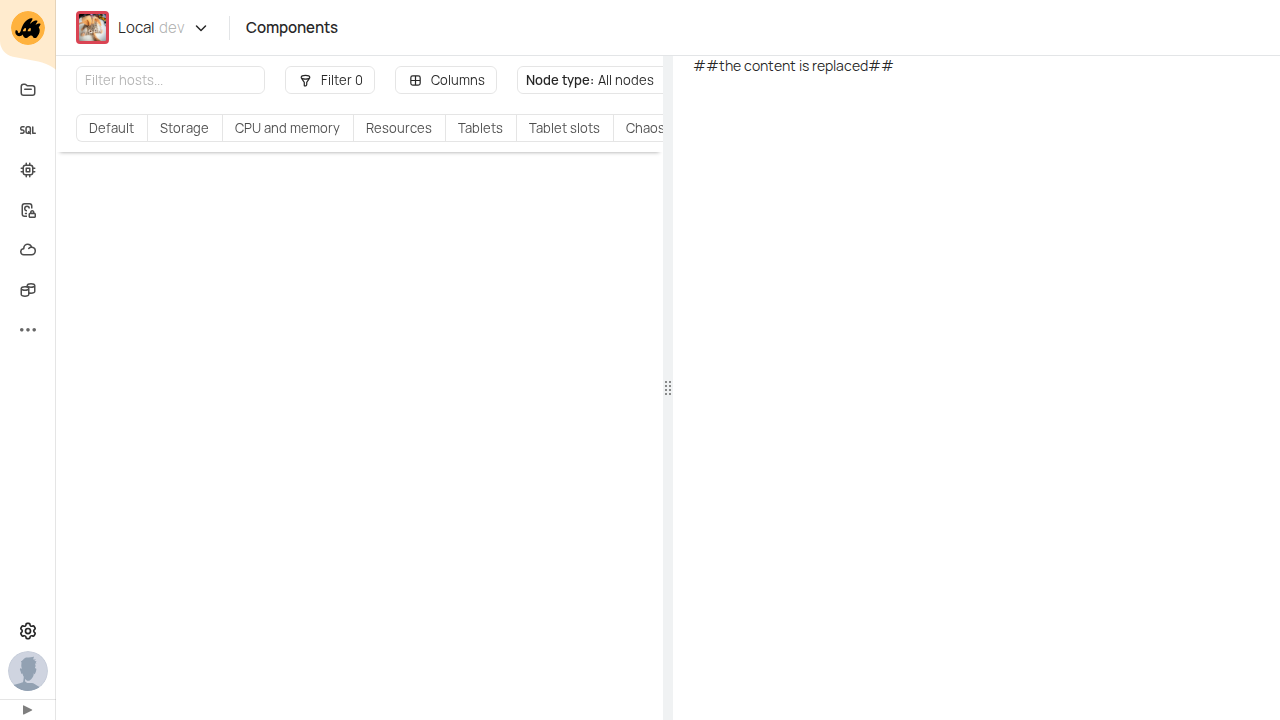 Local dev
Components
Filter hosts...
Filter 0
Columns
Node type: All nodes
##the content is replaced##
Default
Storage
CPU and memory
Resources
Tablets
Tablet slots
Chaos
SQL